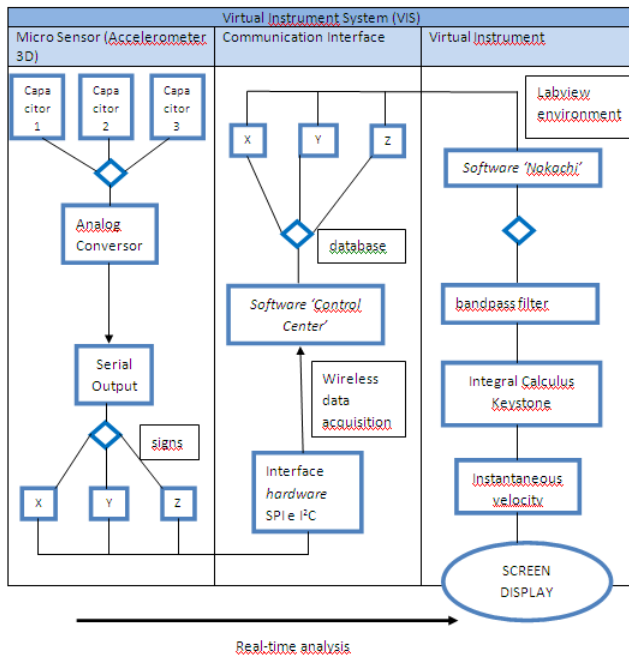 Virtual Instrument System (VIS)
Micro Sensor (Accelerometer
3D)
Communication Interface
Virtual Instrument
Capa
citor
1
Capa
citor
2
Capa
citor
3
Analog
Conversor
Serial
Output
signs
X
Y
Z
X
Y
Z
database
Software 'Control
Center'
Wireless
data
acquisition
Interface
hardware
SPI e I²C
Labview
environment
Software 'Nokachi'
bandpass filter
Integral Calculus
Keystone
Instantaneous
velocity
SCREEN
DISPLAY
Real-time analysis